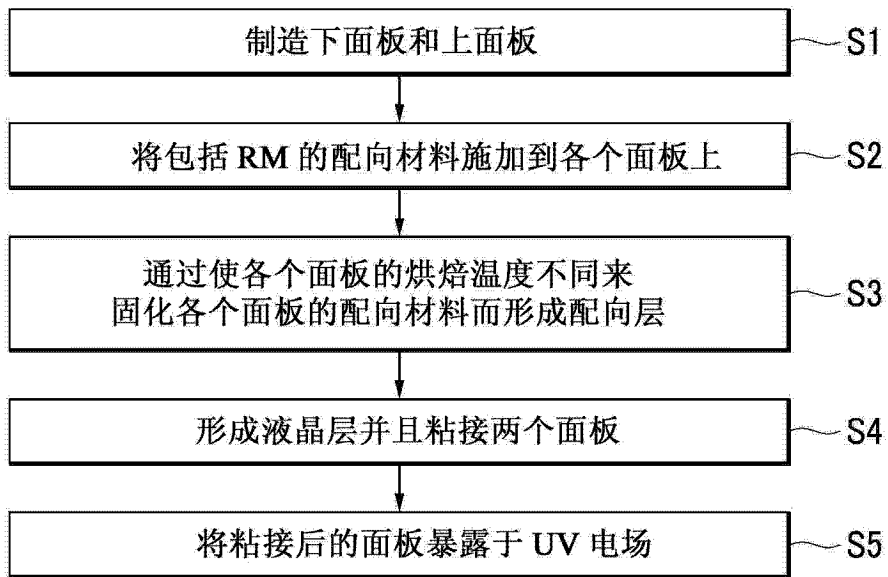 制造下面板和上面板
S1
将包括 RM 的配向材料施加到各个面板上
S2
通过使各个面板的烘焙温度不同来
固化各个面板的配向材料而形成配向层
S3
形成液晶层并且粘接两个面板
S4
将粘接后的面板暴露于 UV 电场
S5